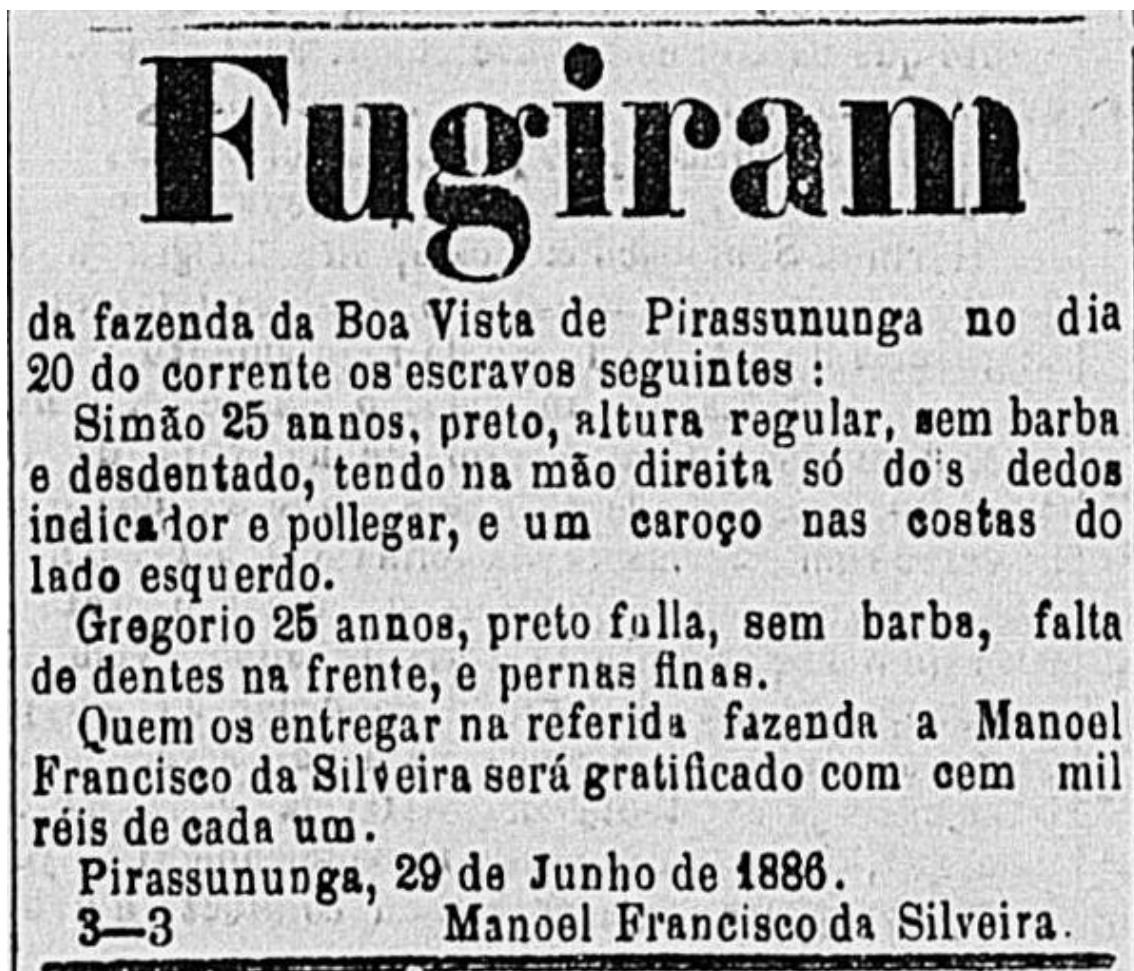 Fugiram
da fazenda da Boa Vista de Pirassununga no dia
20 do corrente os escravos seguintes :
Simão 25 annos, preto, altura regular, sem barba
e desdentado, tendo na mão direita só do's dedos
indicador e pollegar, e um caroço nas costas do
lado esquerdo.
Gregorio 25 annos, preto fulla, sem barba, falta
de dentes na frente, e pernas finas.
Quem os entregar na referida fazenda a Manoel
Francisco da Silveira será gratificado com cem mil
réis de cada um.
Pirassununga, 29 de Junho de 1886.
3—3 Manoel Francisco da Silveira.